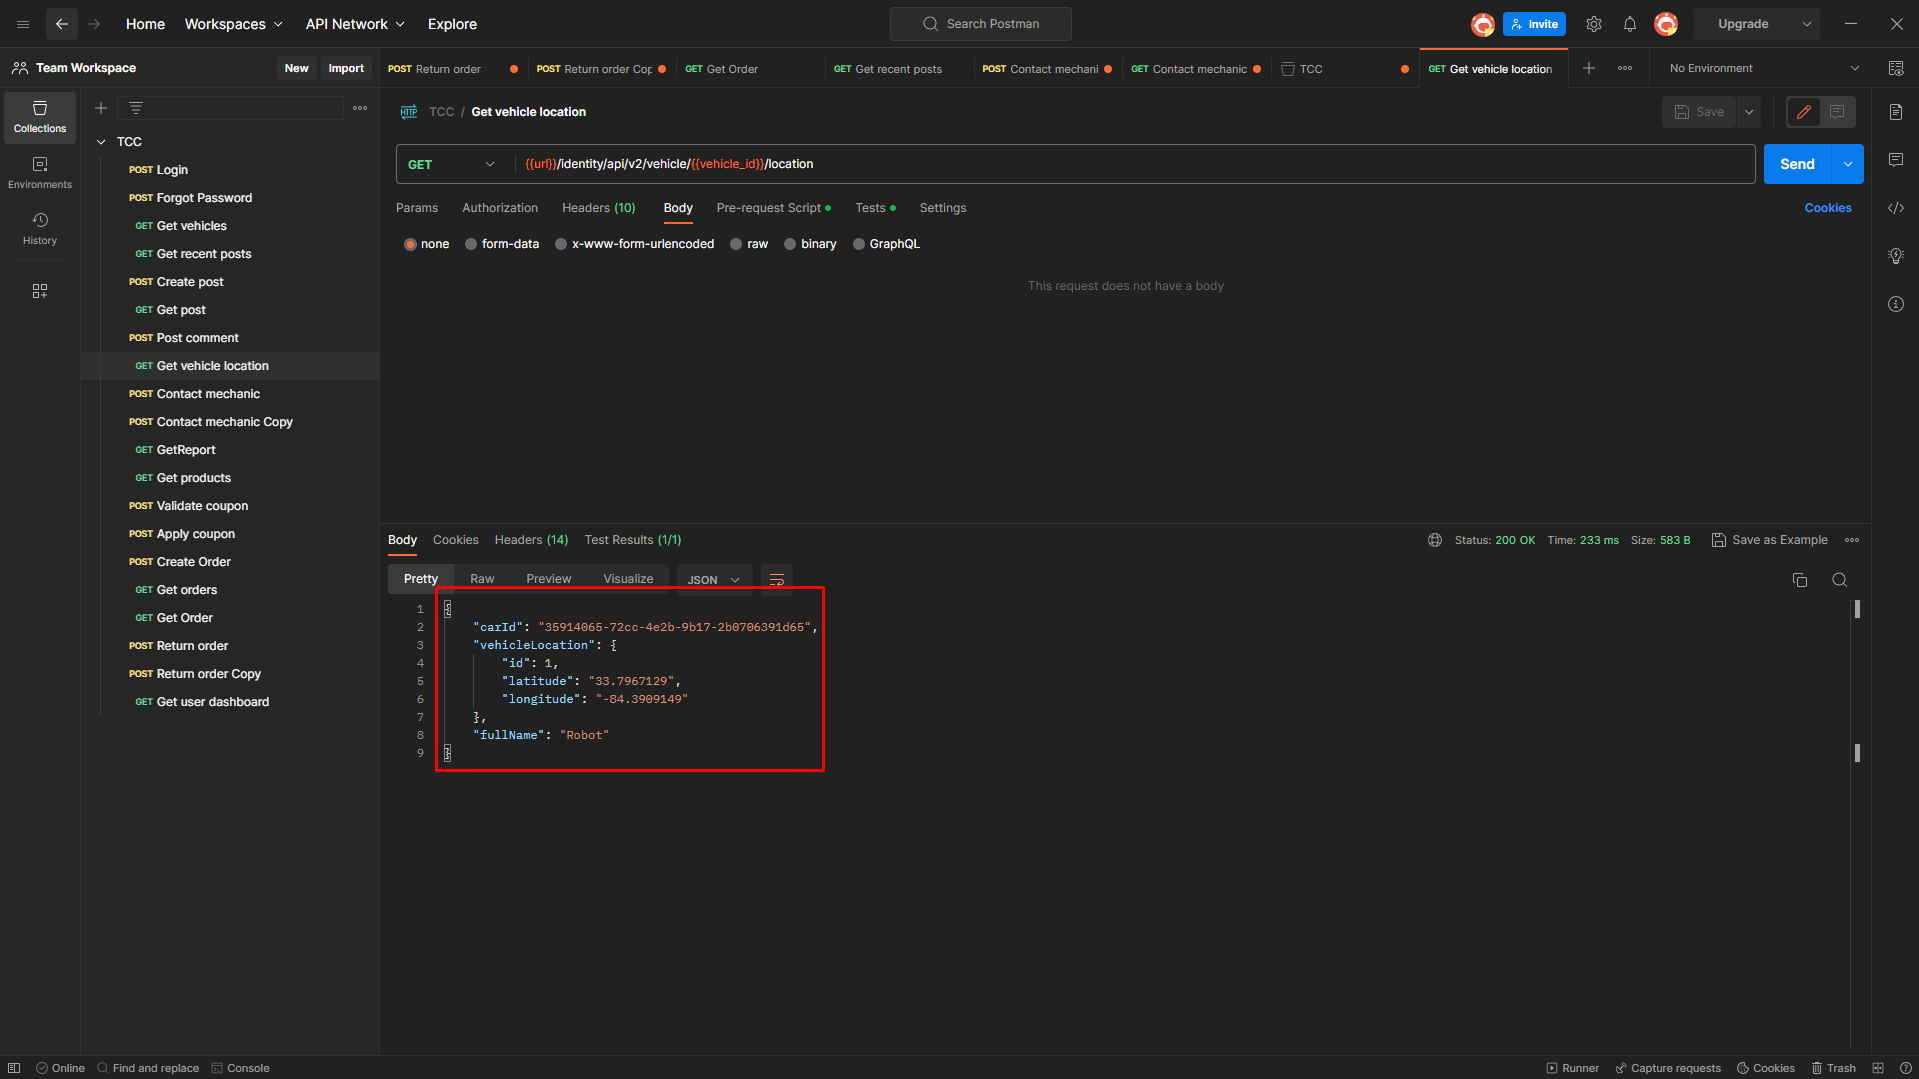 Home Workspaces API Network Explore Search Postman Invite Upgrade
Team Workspace New Import
POST Return order POST Return order Cop GET Get Order GET Get recent posts POST Contact mechani GET Contact mechanic TCC GET Get vehicle location No Environment
Collections
Environments
History
TCC
POST Login
POST Forgot Password
GET Get vehicles
GET Get recent posts
POST Create post
GET Get post
POST Post comment
GET Get vehicle location
POST Contact mechanic
POST Contact mechanic Copy
GET GetReport
GET Get products
POST Validate coupon
POST Apply coupon
POST Create Order
GET Get orders
GET Get Order
POST Return order
POST Return order Copy
GET Get user dashboard
HTTP TCC / Get vehicle location Save
GET {{url}}/identity/api/v2/vehicle/{{vehicle_id}}/location Send
Params Authorization Headers (10) Body Pre-request Script Tests Settings Cookies
none form-data x-www-form-urlencoded raw binary GraphQL
This request does not have a body
Body Cookies Headers (14) Test Results (1/1) Status: 200 OK Time: 233 ms Size: 583 B Save as Example
Pretty Raw Preview Visualize JSON
1 {
2 "carId": "35914065-72cc-4e2b-9b17-2b0706391d65",
3 "vehicleLocation": {
4 "id": 1,
5 "latitude": "33.7967129",
6 "longitude": "-84.3909149"
7 },
8 "fullName": "Robot"
9 }
Online Find and replace Console Runner Capture requests Cookies Trash